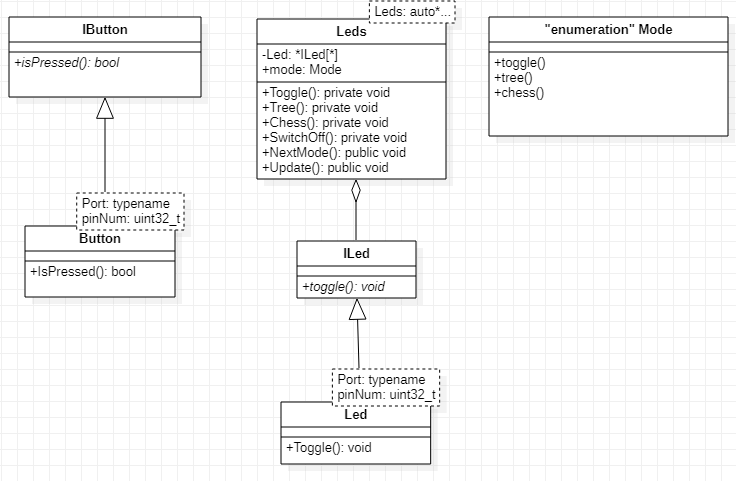 IButton
+isPressed(): bool
Port: typename
pinNum: uint32_t
Button
+IsPressed(): bool
Leds: auto*...
Leds
-Led: *ILed[*]
+mode: Mode
+Toggle(): private void
+Tree(): private void
+Chess(): private void
+SwitchOff(): private void
+NextMode(): public void
+Update(): public void
ILed
+toggle(): void
Port: typename
pinNum: uint32_t
Led
+Toggle(): void
"enumeration" Mode
+toggle()
+tree()
+chess()